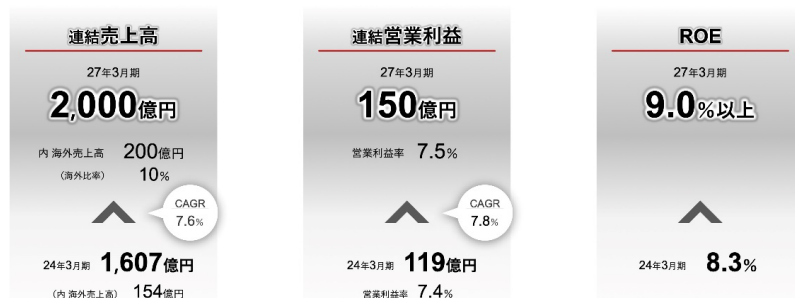 連結売上高
27年3月期
2,000億円
内 海外売上高 200億円
（海外比率） 10%
CAGR
7.6%
24年3月期 1,607億円
（内 海外売上高） 154億円
連結営業利益
27年3月期
150億円
営業利益率 7.5%
CAGR
7.8%
24年3月期 119億円
営業利益率 7.4%
ROE
27年3月期
9.0%以上
24年3月期 8.3%